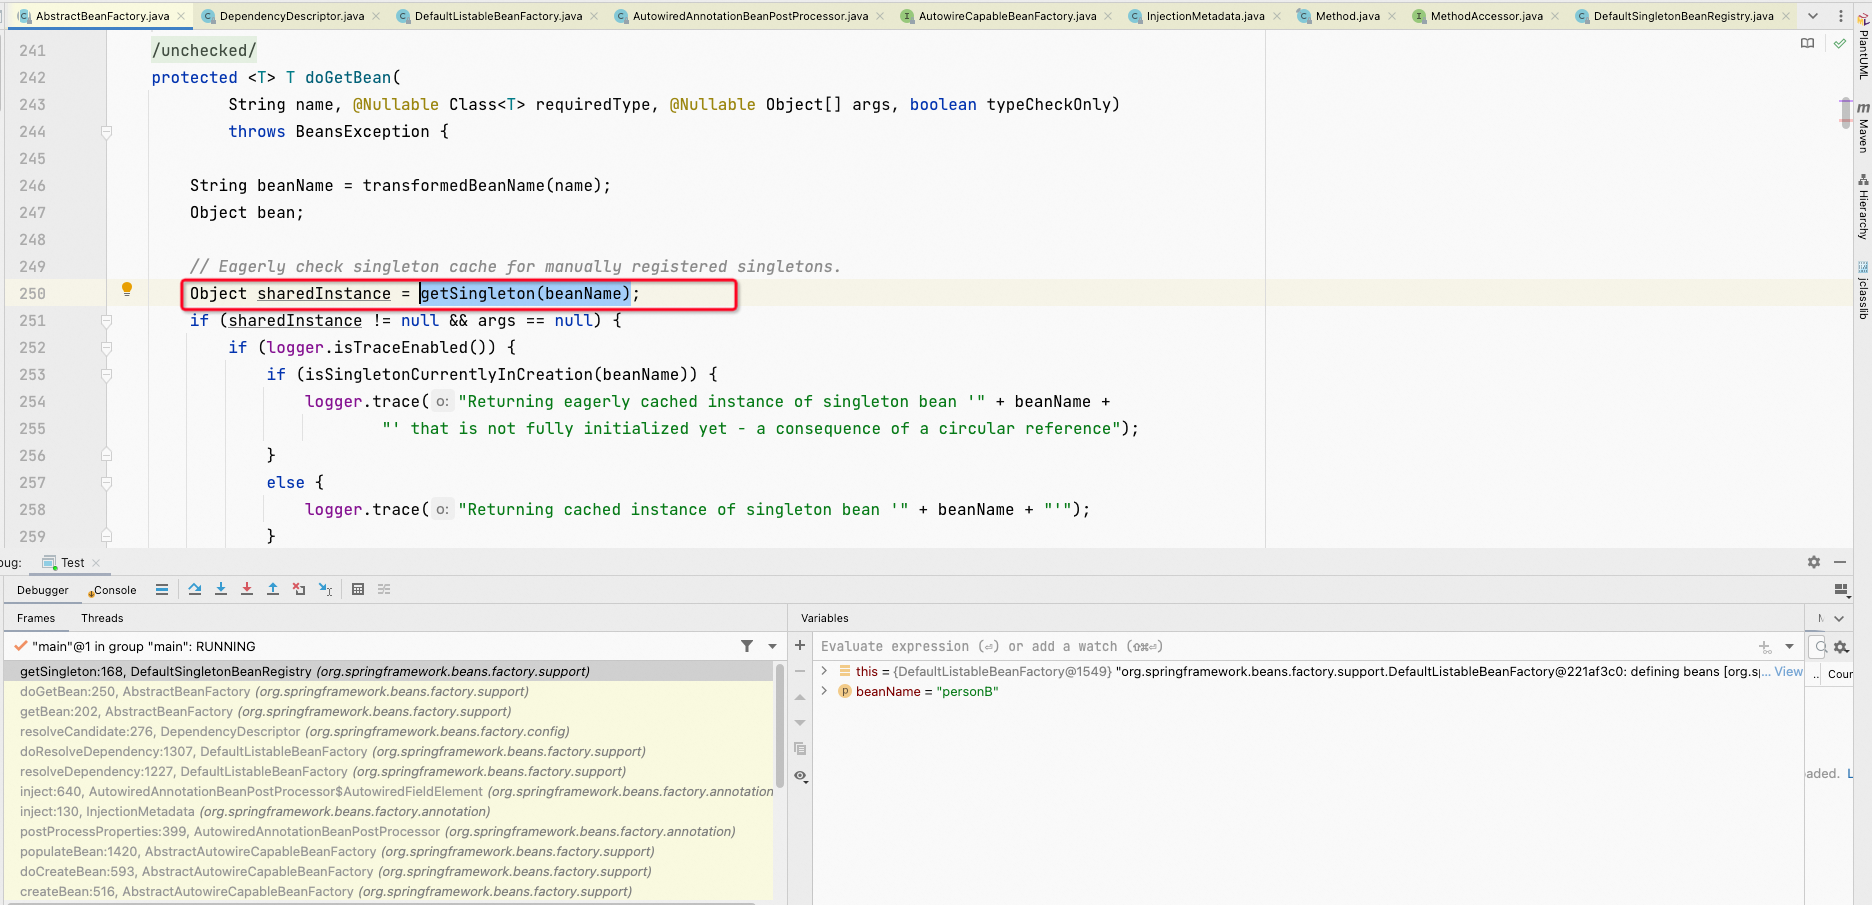 AbstractBeanFactory.java DependencyDescriptor.java DefaultListableBeanFactory.java AutowiredAnnotationBeanPostProcessor.java AutowireCapableBeanFactory.java InjectionMetadata.java Method.java MethodAccessor.java DefaultSingletonBeanRegistry.java
241 /unchecked/
242 protected <T> T doGetBean(
243 String name, @Nullable Class<T> requiredType, @Nullable Object[] args, boolean typeCheckOnly)
244 throws BeansException {
245
246 String beanName = transformedBeanName(name);
247 Object bean;
248
249 // Eagerly check singleton cache for manually registered singletons.
250 Object sharedInstance = getSingleton(beanName);
251 if (sharedInstance != null && args == null) {
252 if (logger.isTraceEnabled()) {
253 if (isSingletonCurrentlyInCreation(beanName)) {
254 logger.trace( o: "Returning eagerly cached instance of singleton bean '" + beanName +
255 "' that is not fully initialized yet - a consequence of a circular reference");
256 }
257 else {
258 logger.trace( o: "Returning cached instance of singleton bean '" + beanName + "'");
259 }
PlantUML
m Maven
Hierarchy
jclasslib
bug: Test
Debugger Console
Frames Threads
"main"@1 in group "main": RUNNING
getSingleton:168, DefaultSingletonBeanRegistry (org.springframework.beans.factory.support)
doGetBean:250, AbstractBeanFactory (org.springframework.beans.factory.support)
getBean:202, AbstractBeanFactory (org.springframework.beans.factory.support)
resolveCandidate:276, DependencyDescriptor (org.springframework.beans.factory.config)
doResolveDependency:1307, DefaultListableBeanFactory (org.springframework.beans.factory.support)
resolveDependency:1227, DefaultListableBeanFactory (org.springframework.beans.factory.support)
inject:640, AutowiredAnnotationBeanPostProcessor$AutowiredFieldElement (org.springframework.beans.factory.annotation
inject:130, InjectionMetadata (org.springframework.beans.factory.annotation)
postProcessProperties:399, AutowiredAnnotationBeanPostProcessor (org.springframework.beans.factory.annotation)
populateBean:1420, AbstractAutowireCapableBeanFactory (org.springframework.beans.factory.support)
doCreateBean:593, AbstractAutowireCapableBeanFactory (org.springframework.beans.factory.support)
createBean:516, AbstractAutowireCapableBeanFactory (org.springframework.beans.factory.support)
Variables
Evaluate expression (⏎) or add a watch (⇧⌘⏎)
this = {DefaultListableBeanFactory@1549} "org.springframework.beans.factory.support.DefaultListableBeanFactory@221af3c0: defining beans [org.s|... View
p beanName = "personB"
.. Cour
aded. L